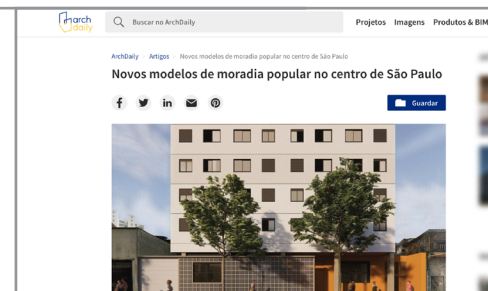 arch
daily
Buscar no ArchDaily
Projetos Imagens Produtos & BIM
ArchDaily > Artigos > Novos modelos de moradia popular no centro de São Paulo
Novos modelos de moradia popular no centro de São Paulo
Guardar